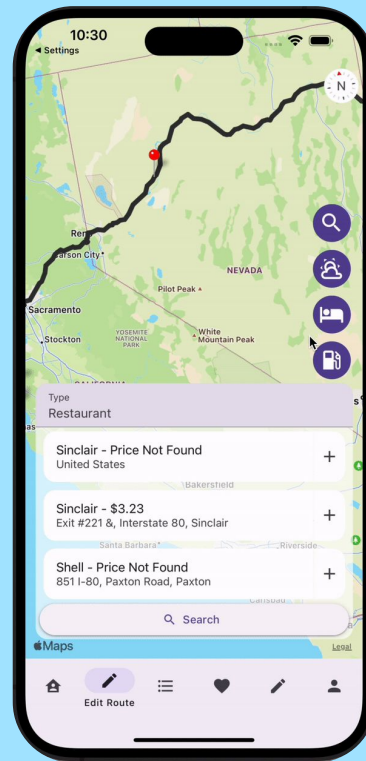 10:30
◀ Settings
N
Reno
Carson City
NEVADA
Pilot Peak
Sacramento
Stockton
YOSEMITE
NATIONAL
PARK
White
Mountain Peak
CALIFORNIA
Type
Restaurant
Sinclair - Price Not Found
United States
+
Bakersfield
Sinclair - $3.23
Exit #221 &, Interstate 80, Sinclair
+
Santa Barbara
Riverside
Shell - Price Not Found
851 I-80, Paxton Road, Paxton
+
Carlsbad
Search
Maps
Legal
Edit Route